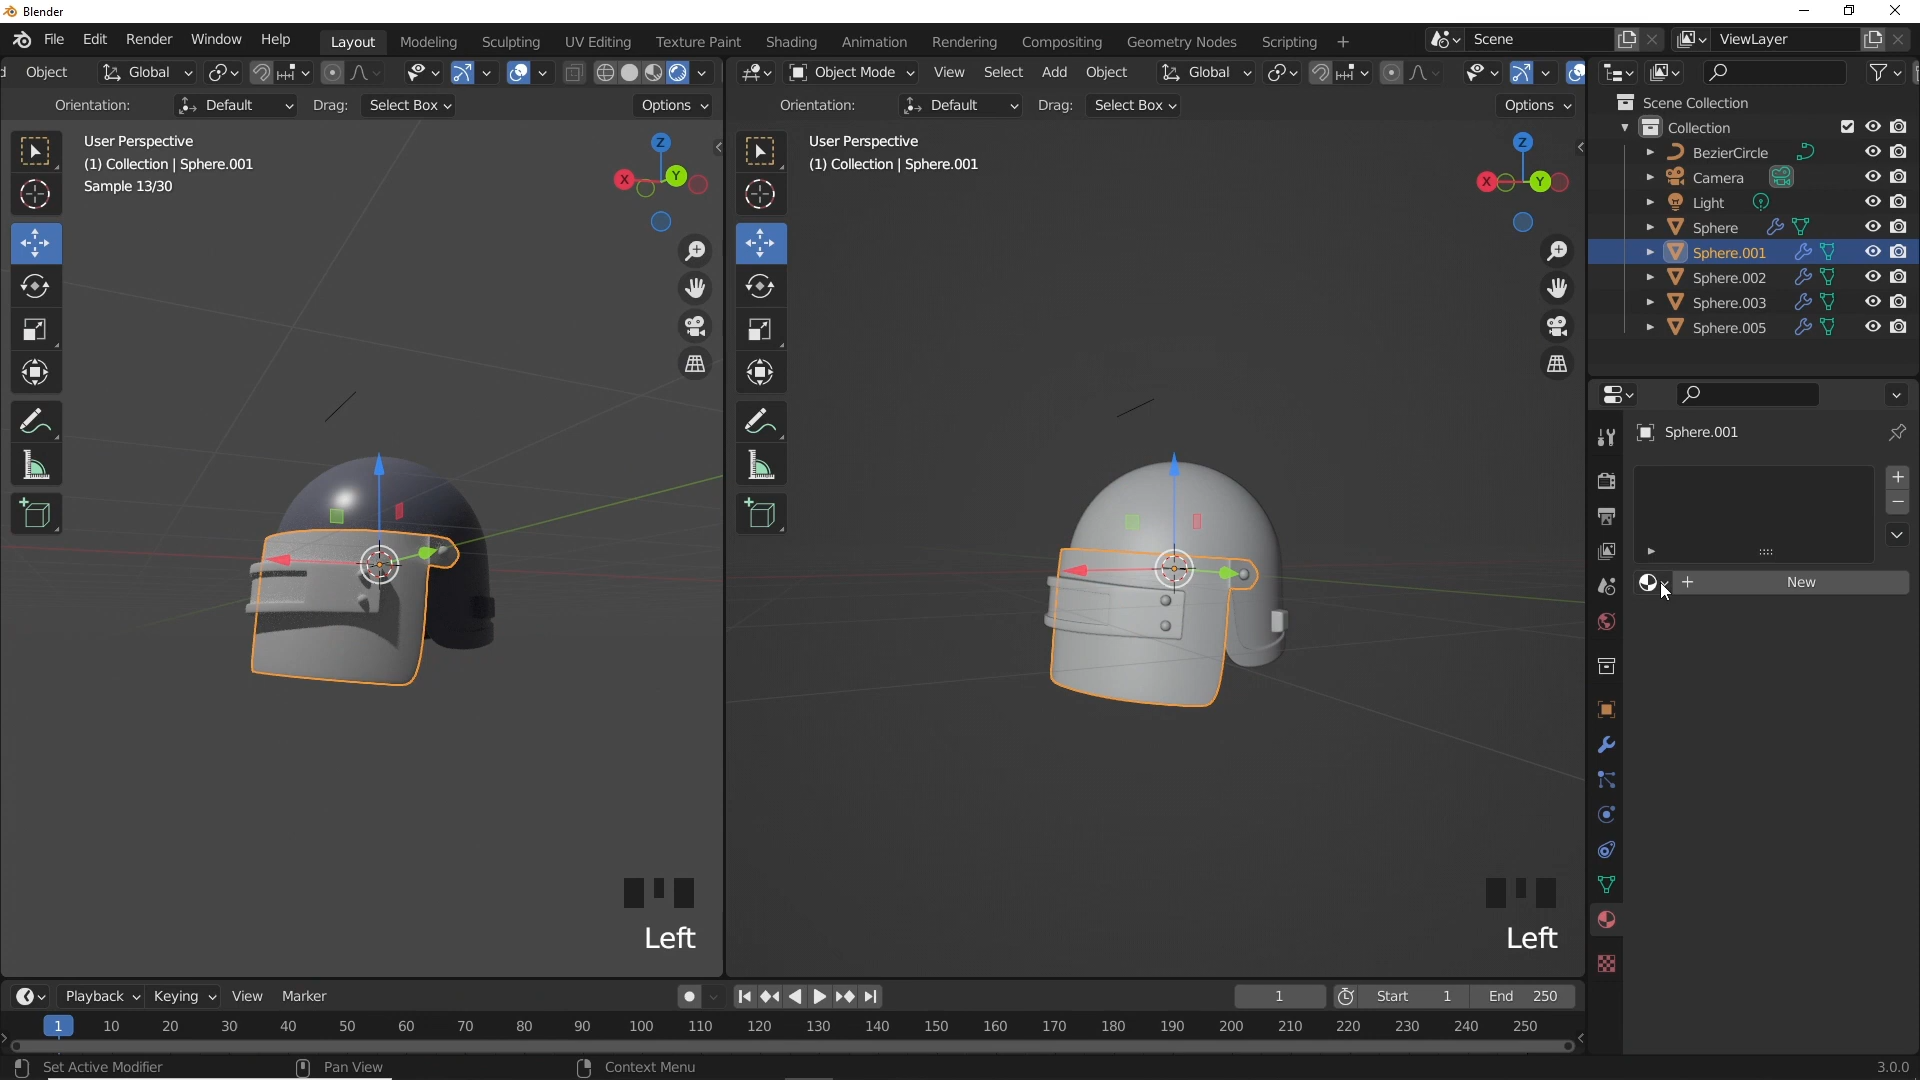 Blender
File Edit Render Window Help Layout Modeling Sculpting UV Editing Texture Paint Shading Animation Rendering Compositing Geometry Nodes Scripting + Scene ViewLayer
Object Global Object Mode View Select Add Object Global
Orientation: Default Drag: Select Box Options Orientation: Default Drag: Select Box Options
User Perspective
(1) Collection | Sphere.001
Sample 13/30
Z
X
Y
User Perspective
(1) Collection | Sphere.001
Z
X
Y
Scene Collection
Collection
BezierCircle
Camera
Light
Sphere
Sphere.001
Sphere.002
Sphere.003
Sphere.005
Sphere.001
New
Left
Left
Playback Keying View Marker 1 Start 1 End 250
1 10 20 30 40 50 60 70 80 90 100 110 120 130 140 150 160 170 180 190 200 210 220 230 240 250
Set Active Modifier Pan View Context Menu 3.0.0